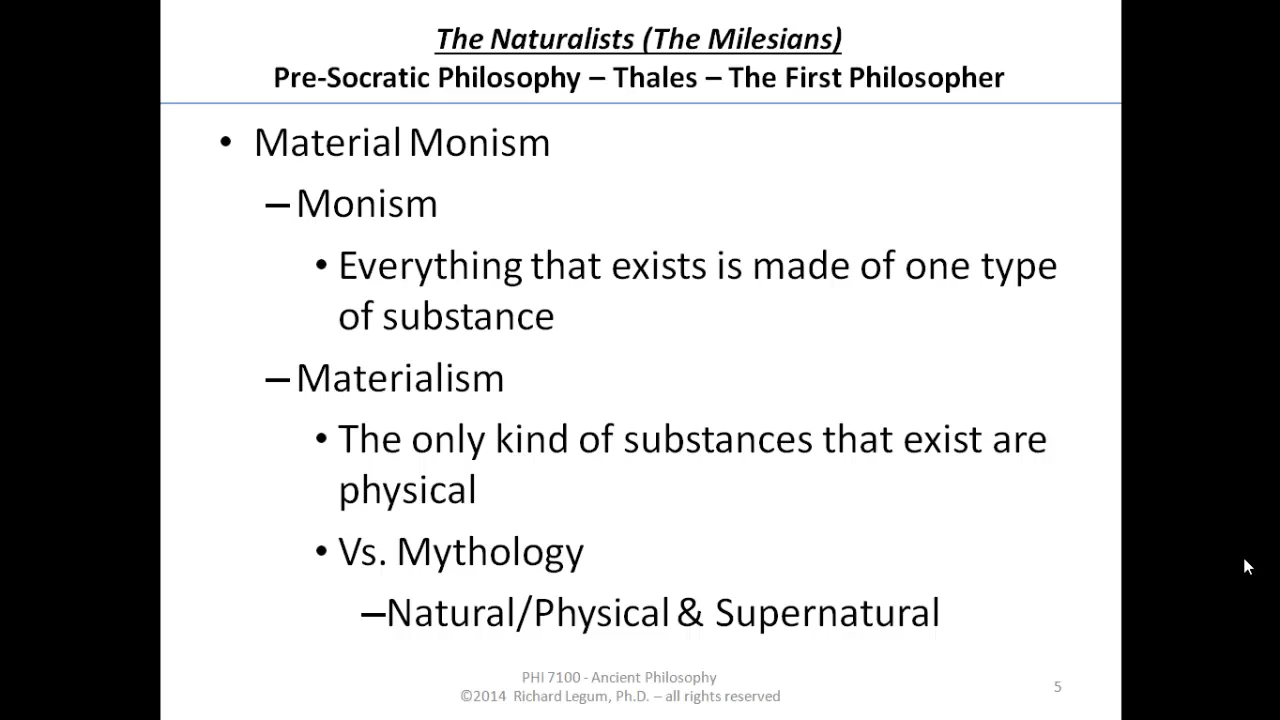 The Naturalists (The Milesians)
Pre-Socratic Philosophy – Thales – The First Philosopher
• Material Monism
– Monism
• Everything that exists is made of one type
of substance
– Materialism
• The only kind of substances that exist are
physical
• Vs. Mythology
–Natural/Physical & Supernatural
PHI 7100 - Ancient Philosophy
©2014 Richard Legum, Ph.D. – all rights reserved
5